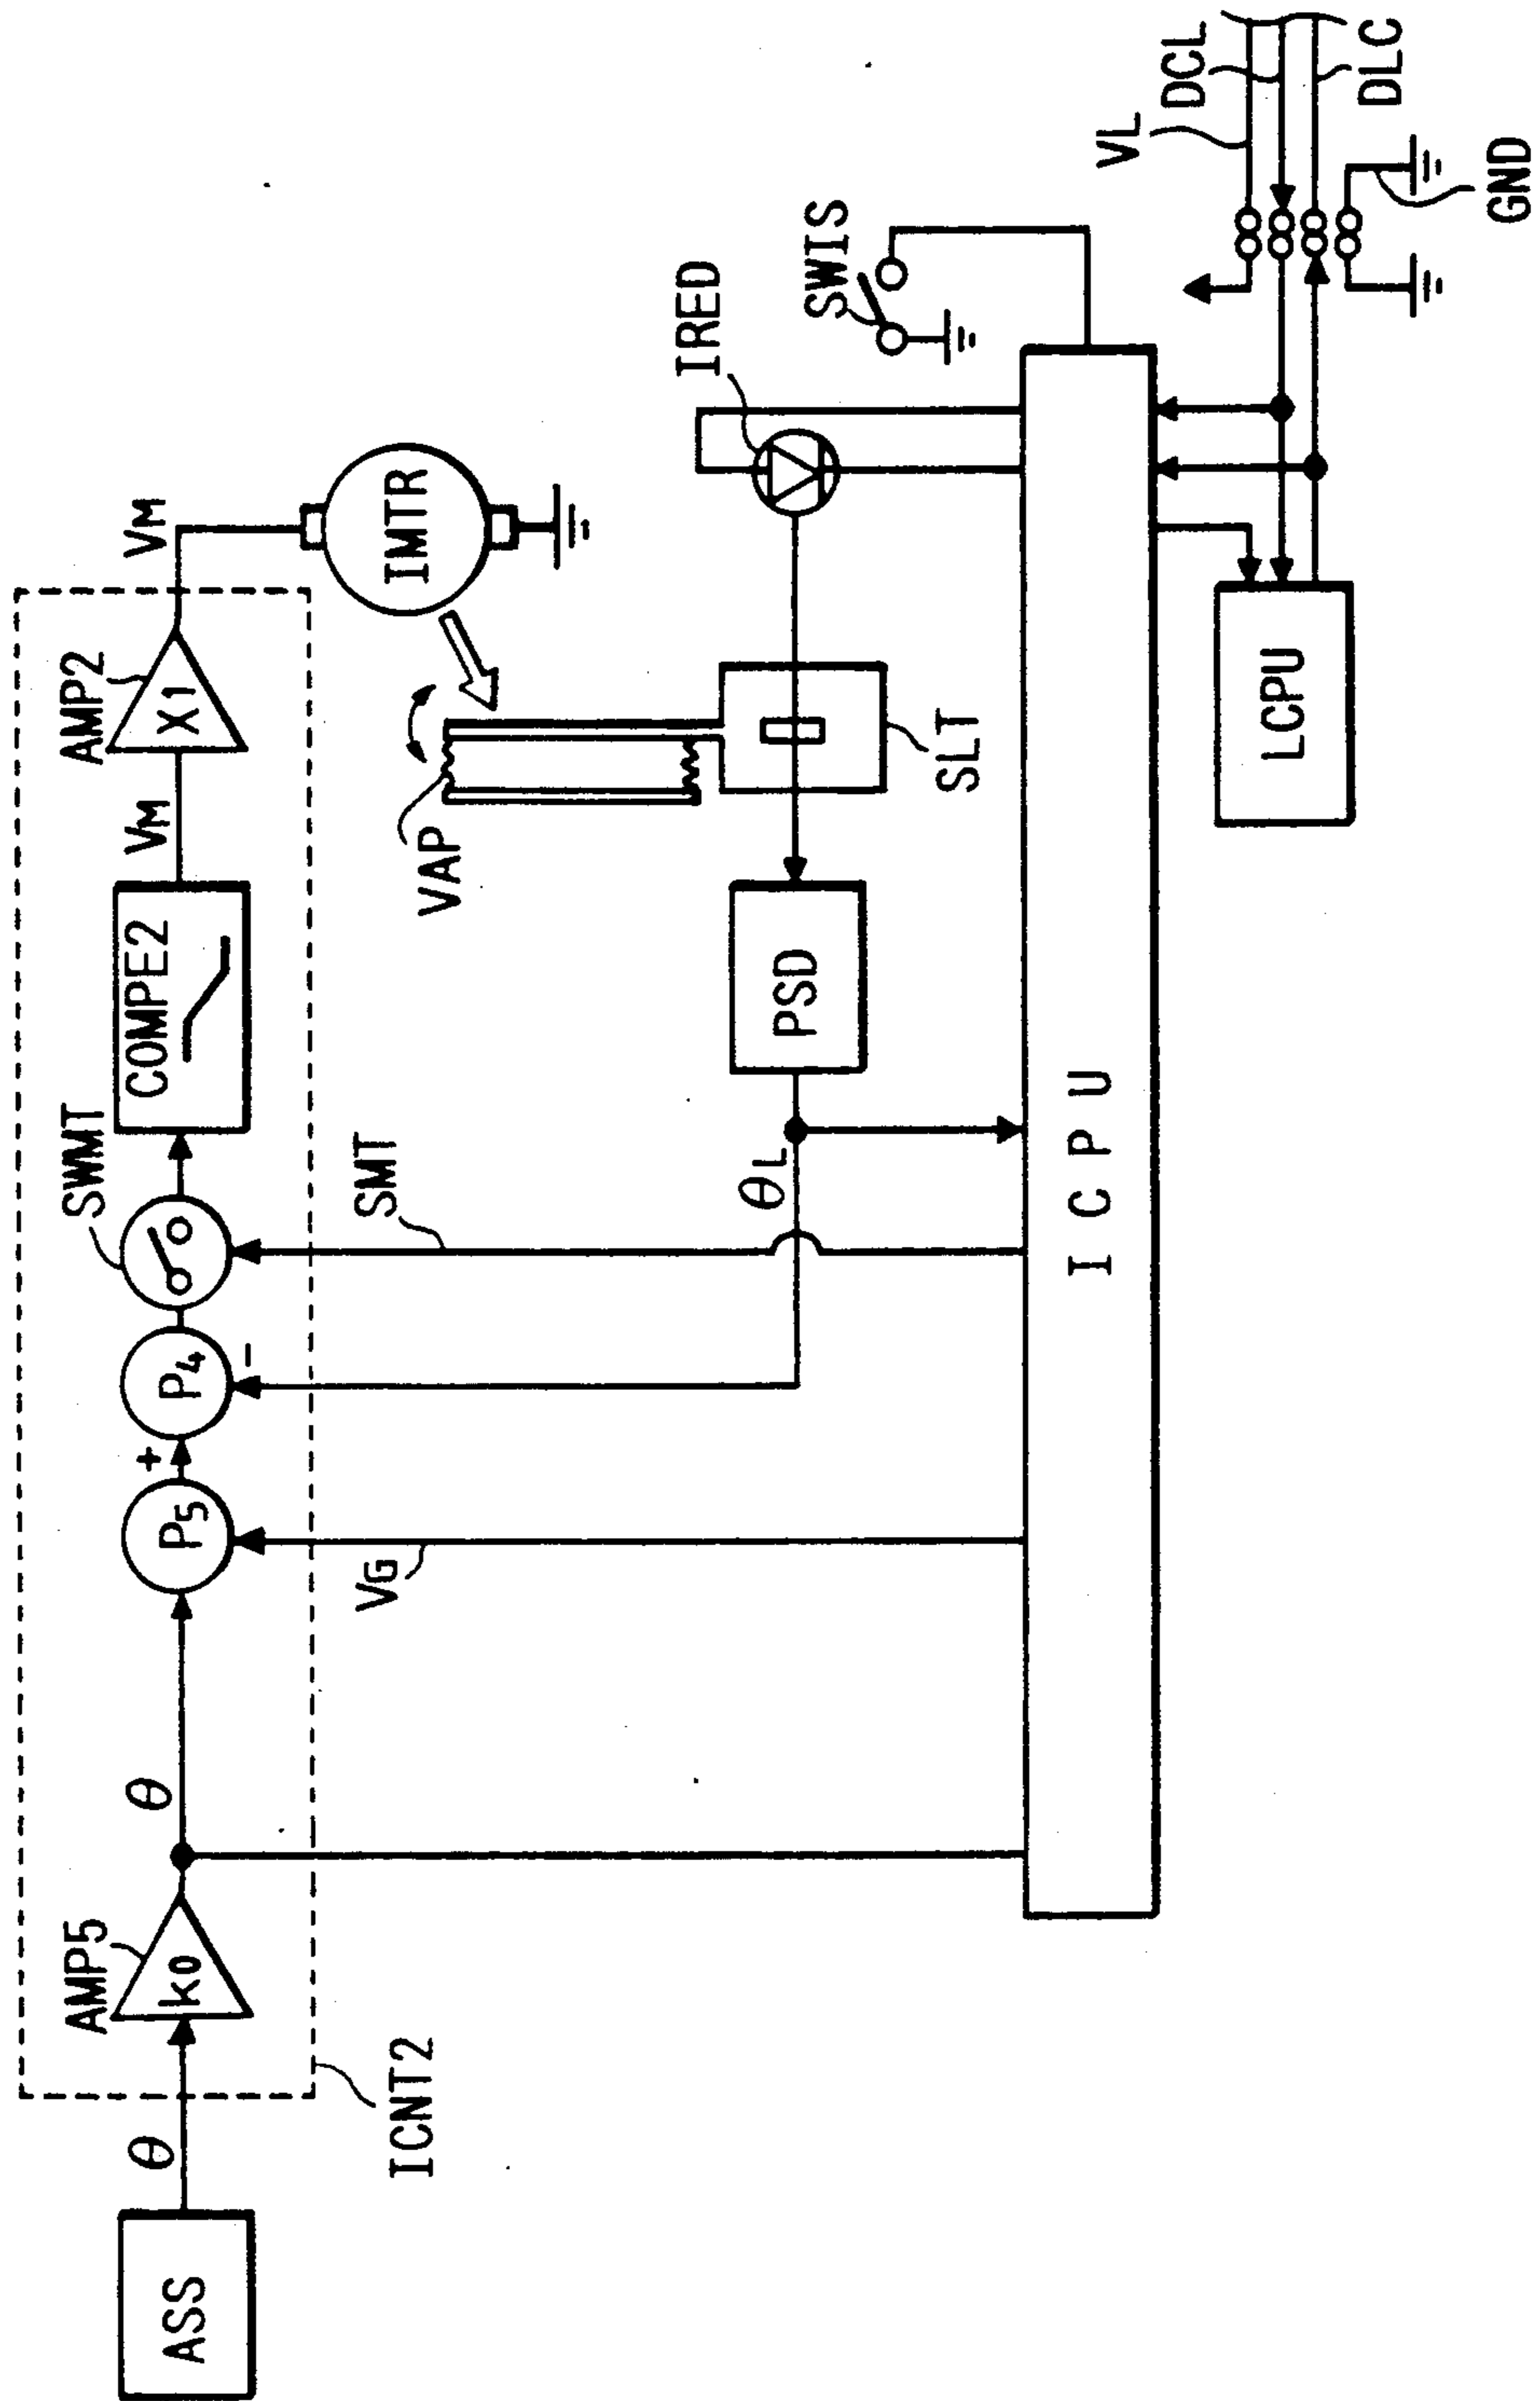 ASS
θ
ICNT2
AMP5
k0
θ
P5
+
VG
P4
-
SWMT
SMT
COMPE2
VM
AMP2
X1
VM
IMTR
VAP
θL
PSD
SLT
IRED
SWIS
ICPU
LCPU
VL
DCL
DLC
GND